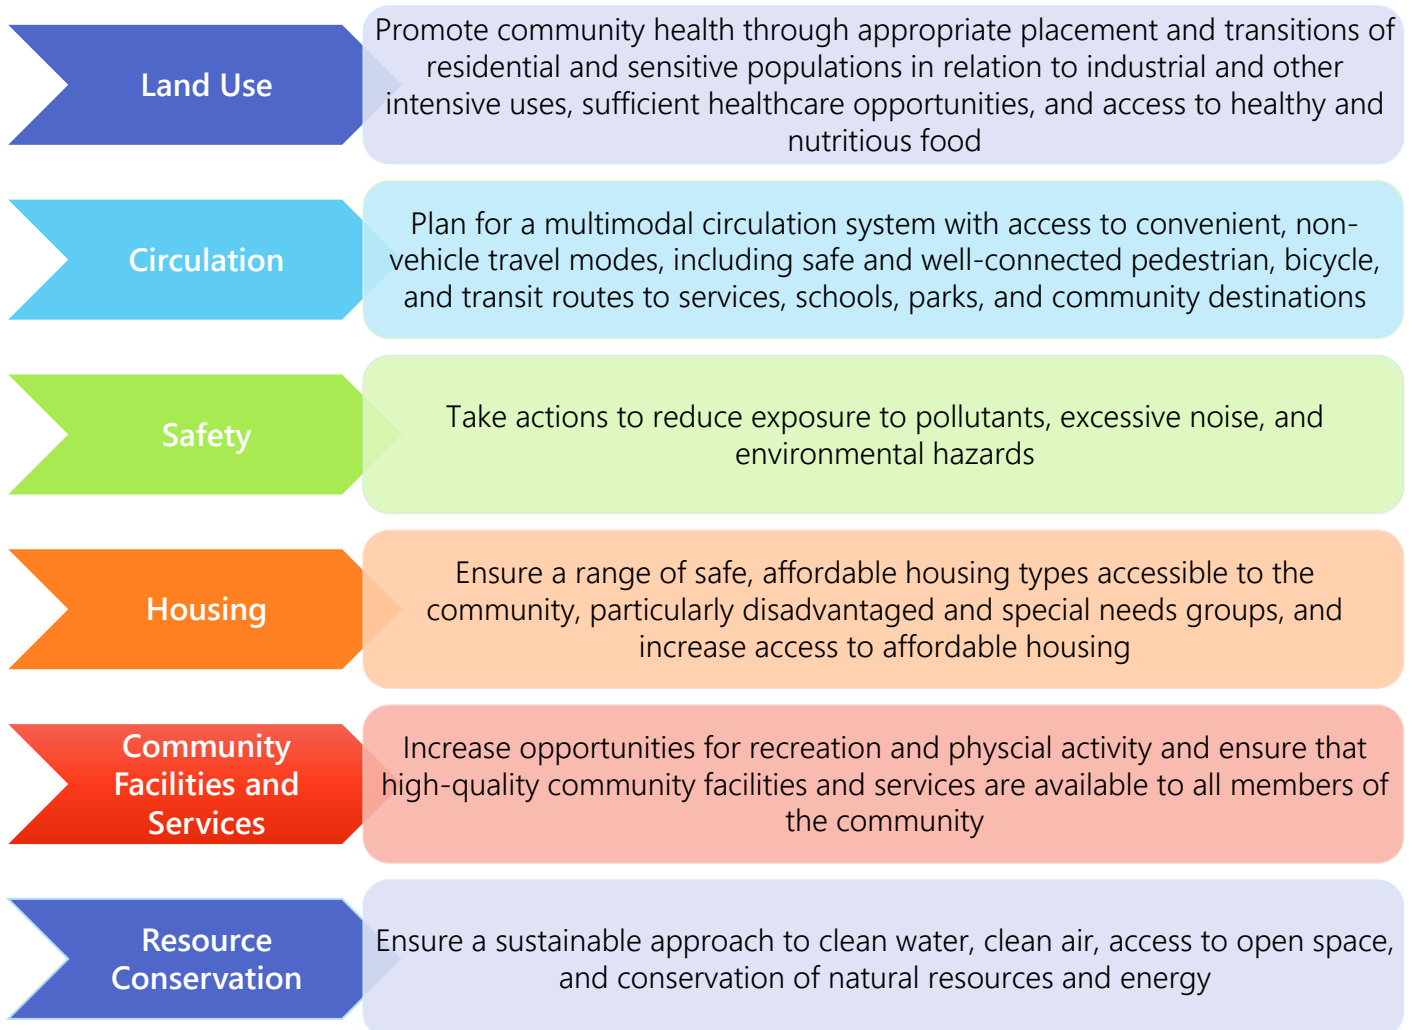 Land Use
Promote community health through appropriate placement and transitions of
residential and sensitive populations in relation to industrial and other
intensive uses, sufficient healthcare opportunities, and access to healthy and
nutritious food
Circulation
Plan for a multimodal circulation system with access to convenient, non-
vehicle travel modes, including safe and well-connected pedestrian, bicycle,
and transit routes to services, schools, parks, and community destinations
Safety
Take actions to reduce exposure to pollutants, excessive noise, and
environmental hazards
Housing
Ensure a range of safe, affordable housing types accessible to the
community, particularly disadvantaged and special needs groups, and
increase access to affordable housing
Community
Facilities and
Services
Increase opportunities for recreation and physcial activity and ensure that
high-quality community facilities and services are available to all members of
the community
Resource
Conservation
Ensure a sustainable approach to clean water, clean air, access to open space,
and conservation of natural resources and energy